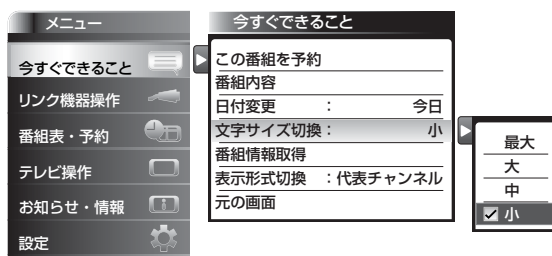 メニュー
今すぐできること
リンク機器操作
番組表・予約
テレビ操作
お知らせ・情報
設定
今すぐできること
この番組を予約
番組内容
日付変更 : 今日
文字サイズ切換 : 小
番組情報取得
表示形式切換 : 代表チャンネル
元の画面
最大
大
中
小